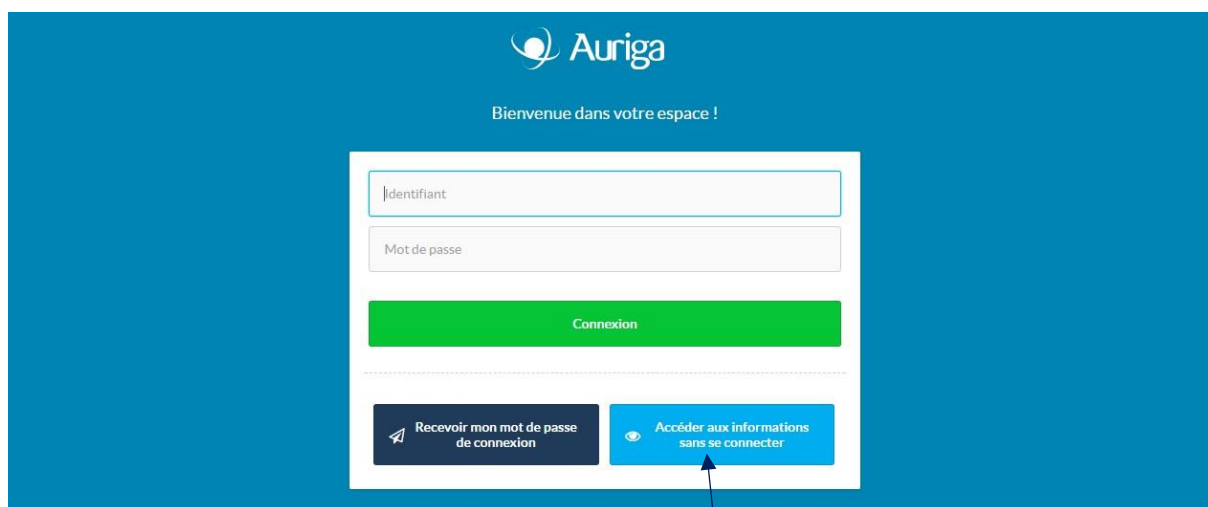 Auriga
Bienvenue dans votre espace !
Identifiant
Mot de passe
Connexion
Recevoir mon mot de passe
de connexion
Accéder aux informations
sans se connecter